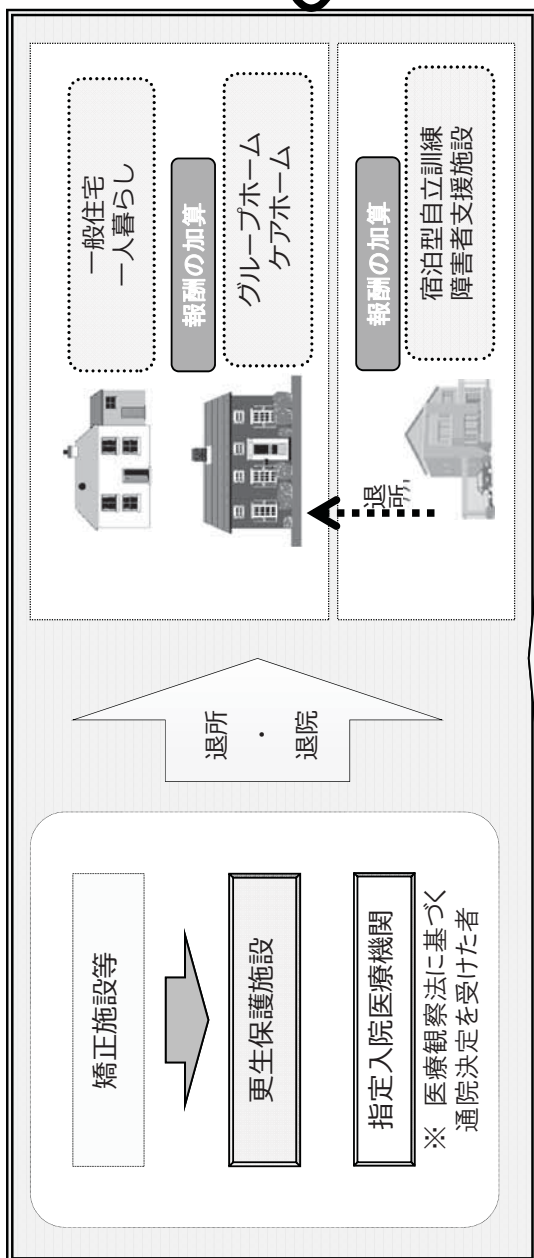 矯正施設等
更生保護施設
指定入院医療機関
※ 医療観察法に基づく
通院決定を受けた者
退所
・
退院
一般住宅
一人暮らし
報酬の加算
グループホーム
ケアホーム
退所
報酬の加算
宿泊型自立訓練
障害者支援施設